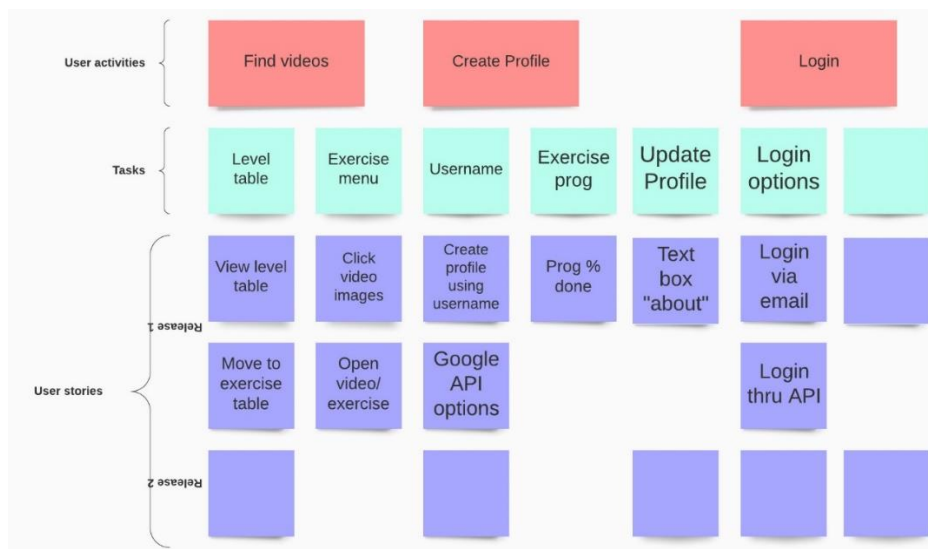 User activities
Find videos
Create Profile
Login
Tasks
Level
table
Exercise
menu
Username
Exercise
prog
Update
Profile
Login
options
User stories
Release 1
View level
table
Click
video
images
Create
profile
using
username
Prog %
done
Text
box
"about"
Login
via
email
Move to
exercise
table
Open
video/
exercise
Google
API
options
Login
thru API
Release 2